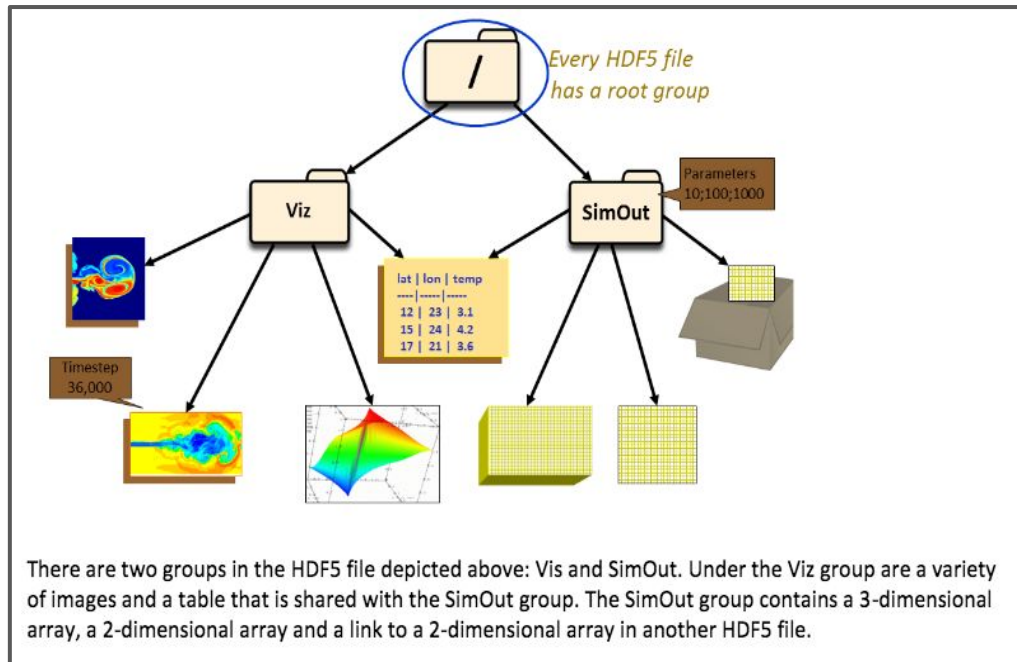 /
Every HDF5 file
has a root group
Viz
SimOut
Parameters
10;100;1000
lat | lon | temp
----|-----|-----
12 | 23 | 3.1
15 | 24 | 4.2
17 | 21 | 3.6
Timestep
36,000
There are two groups in the HDF5 file depicted above: Vis and SimOut. Under the Viz group are a variety
of images and a table that is shared with the SimOut group. The SimOut group contains a 3-dimensional
array, a 2-dimensional array and a link to a 2-dimensional array in another HDF5 file.